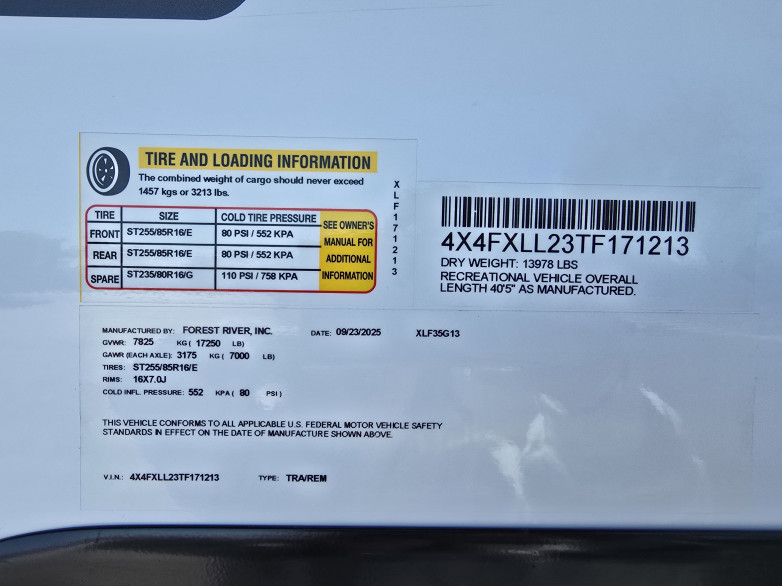 TIRE AND LOADING INFORMATION
The combined weight of cargo should never exceed
1457 kgs or 3213 lbs.
TIRE SIZE COLD TIRE PRESSURE
FRONT ST255/85R16/E 80 PSI / 552 KPA
REAR ST255/85R16/E 80 PSI / 552 KPA
SPARE ST235/80R16/G 110 PSI / 758 KPA
SEE OWNER'S
MANUAL FOR
ADDITIONAL
INFORMATION
XLF171213
4X4FXLL23TF171213
DRY WEIGHT: 13978 LBS
RECREATIONAL VEHICLE OVERALL
LENGTH 40'5" AS MANUFACTURED.
MANUFACTURED BY: FOREST RIVER, INC. DATE: 09/23/2025 XLF35G13
GVWR: 7825 KG ( 17250 LB)
GAWR (EACH AXLE): 3175 KG ( 7000 LB)
TIRES: ST255/85R16/E
RIMS: 16X7.0J
COLD INFL. PRESSURE: 552 KPA ( 80 PSI )
THIS VEHICLE CONFORMS TO ALL APPLICABLE U.S. FEDERAL MOTOR VEHICLE SAFETY
STANDARDS IN EFFECT ON THE DATE OF MANUFACTURE SHOWN ABOVE.
V.I.N.: 4X4FXLL23TF171213 TYPE: TRA/REM